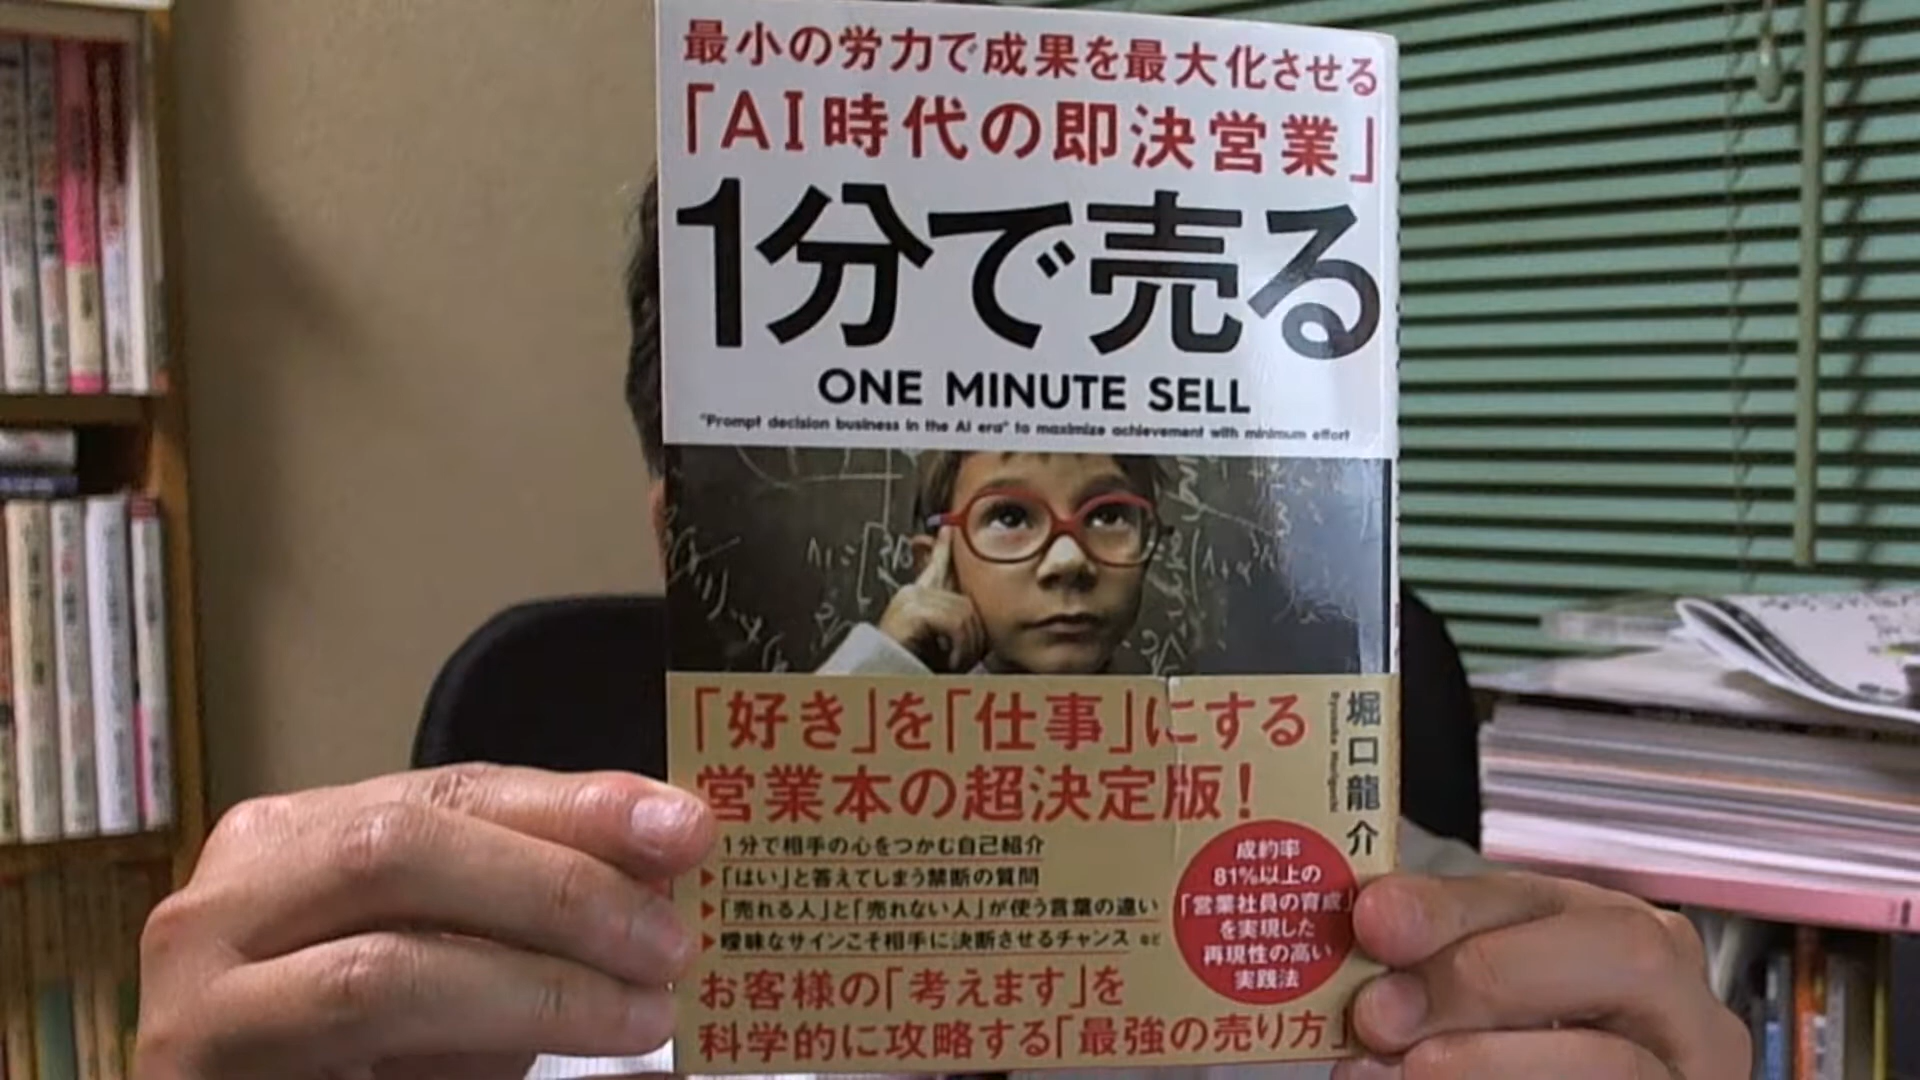 最小の労力で成果を最大化させる
「AI時代の即決営業」
1分で売る
ONE MINUTE SELL
"Prompt decision business in the AI era" to maximize achievement with minimum effort
「好き」を「仕事」にする
営業本の超決定版!
堀口龍介
Ryusuke Horiguchi
1分で相手の心をつかむ自己紹介
▶「はい」と答えてしまう禁断の質問
▶「売れる人」と「売れない人」が使う言葉の違い
▶曖昧なサインこそ相手に決断させるチャンス など
成約率
81%以上の
「営業社員の育成」
を実現した
再現性の高い
実践法
お客様の「考えます」を
科学的に攻略する「最強の売り方」